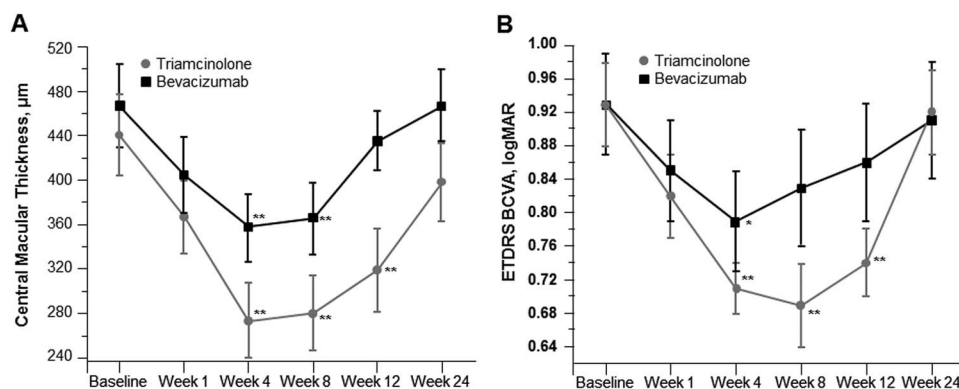 A
Central Macular Thickness, µm
520
480
440
400
360
320
280
240
Triamcinolone
Bevacizumab
**
**
**
**
**
Baseline Week 1 Week 4 Week 8 Week 12 Week 24
B
ETDRS BCVA, logMAR
1.00
0.96
0.92
0.88
0.84
0.80
0.76
0.72
0.68
0.64
Triamcinolone
Bevacizumab
*
**
**
**
Baseline Week 1 Week 4 Week 8 Week 12 Week 24